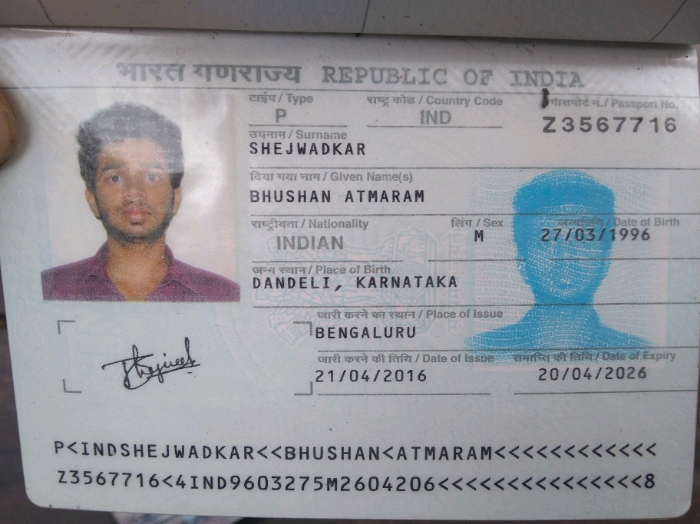 भारत गणराज्य REPUBLIC OF INDIA
टाईप / Type राष्ट्र कोड / Country Code पासपोर्ट नं. / Passport No.
P IND Z3567716
उपनाम / Surname
SHEJWADKAR
दिया गया नाम / Given Name(s)
BHUSHAN ATMARAM
राष्ट्रीयता / Nationality लिंग / Sex जन्मतिथि / Date of Birth
INDIAN M 27/03/1996
जन्म स्थान / Place of Birth
DANDELI, KARNATAKA
जारी करने का स्थान / Place of Issue
BENGALURU
जारी करने की तिथि / Date of Issue समाप्ति की तिथि / Date of Expiry
21/04/2016 20/04/2026
P<INDSHEJWADKAR<<BHUSHAN<ATMARAM<<<<<<<<<<<<
Z3567716<4IND9603275M2604206<<<<<<<<<<<<<<<8